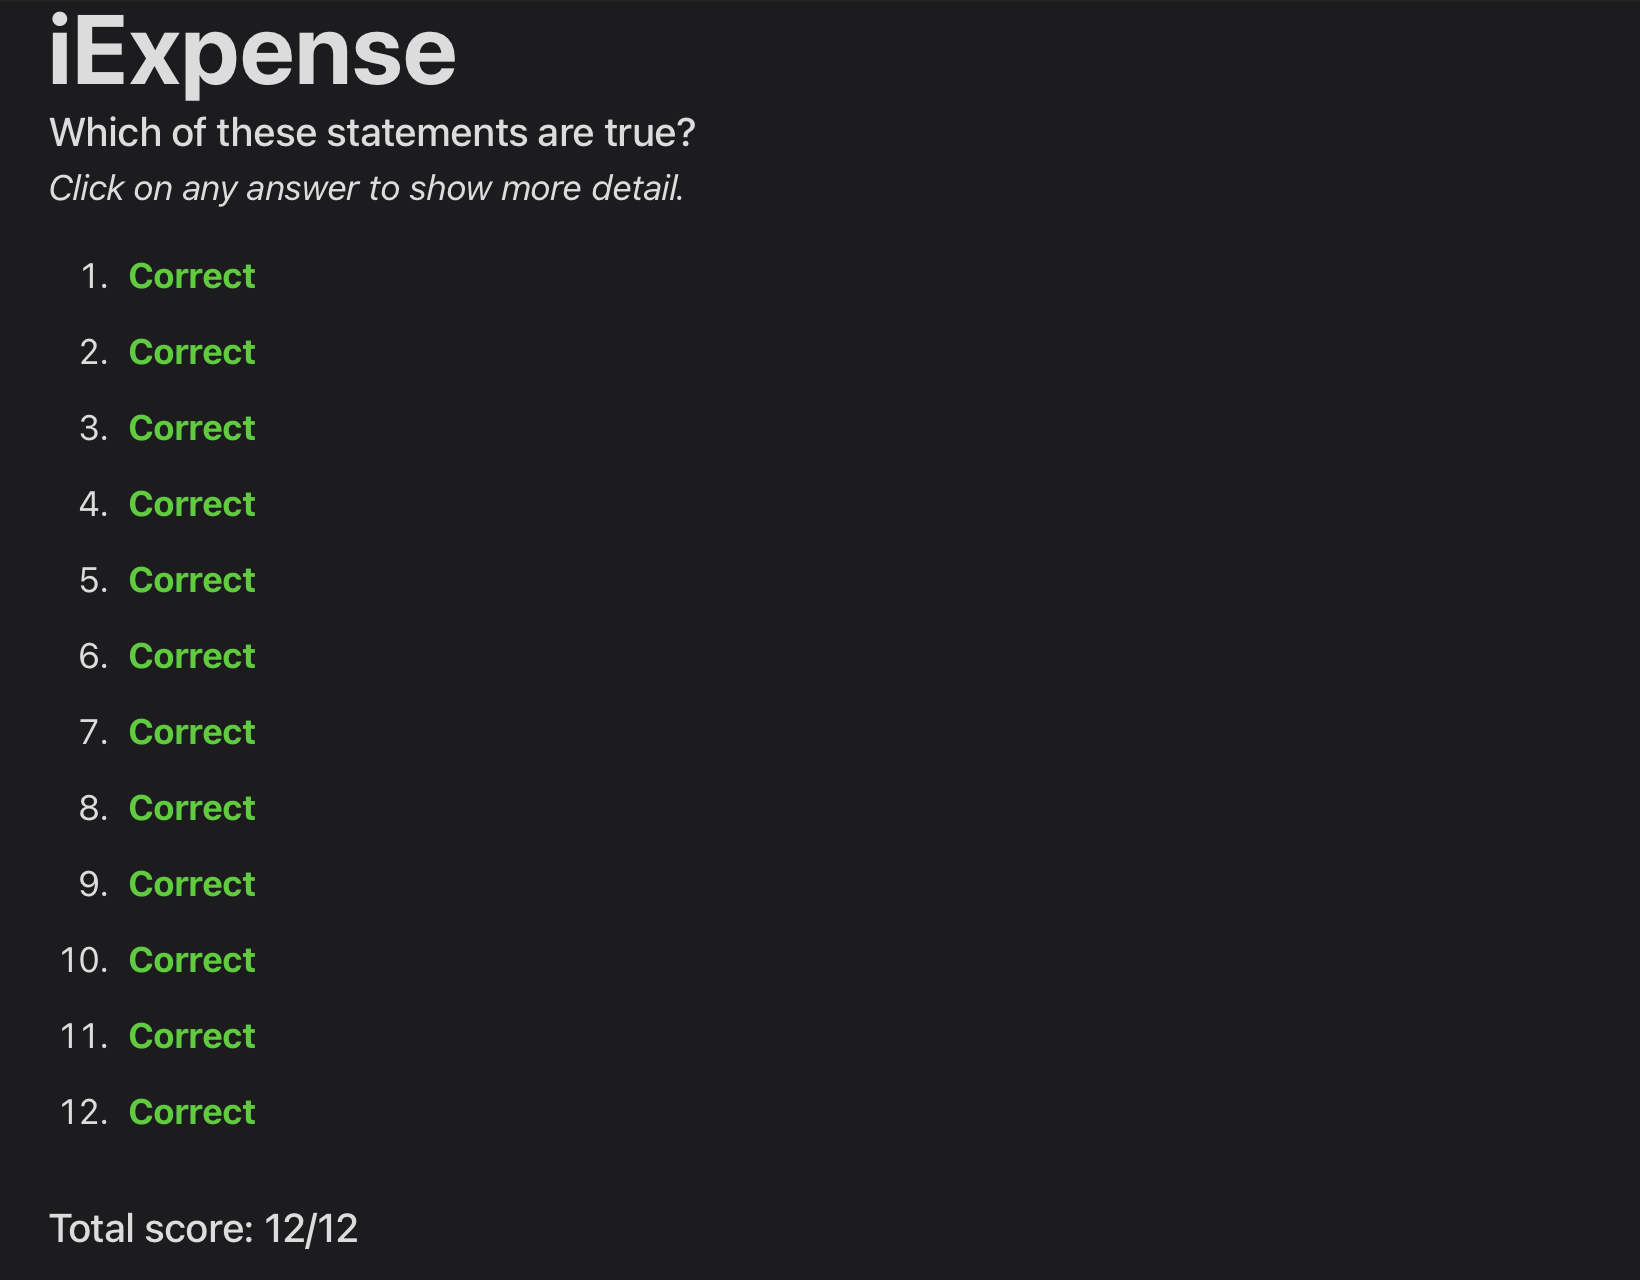 iExpense
Which of these statements are true?
Click on any answer to show more detail.
1. Correct
2. Correct
3. Correct
4. Correct
5. Correct
6. Correct
7. Correct
8. Correct
9. Correct
10. Correct
11. Correct
12. Correct
Total score: 12/12